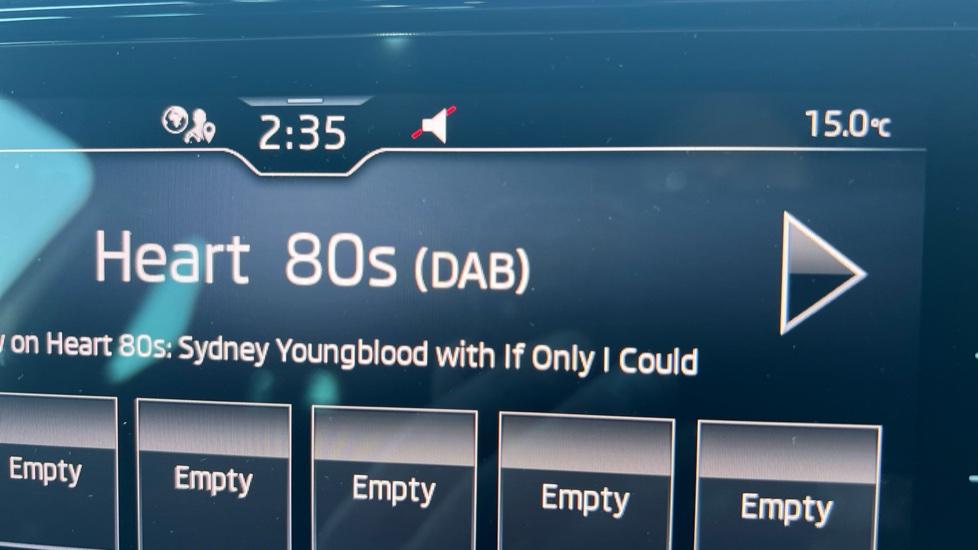 2:35
15.0°C
Heart 80s (DAB)
on Heart 80s: Sydney Youngblood with If Only I Could
Empty Empty Empty Empty Empty